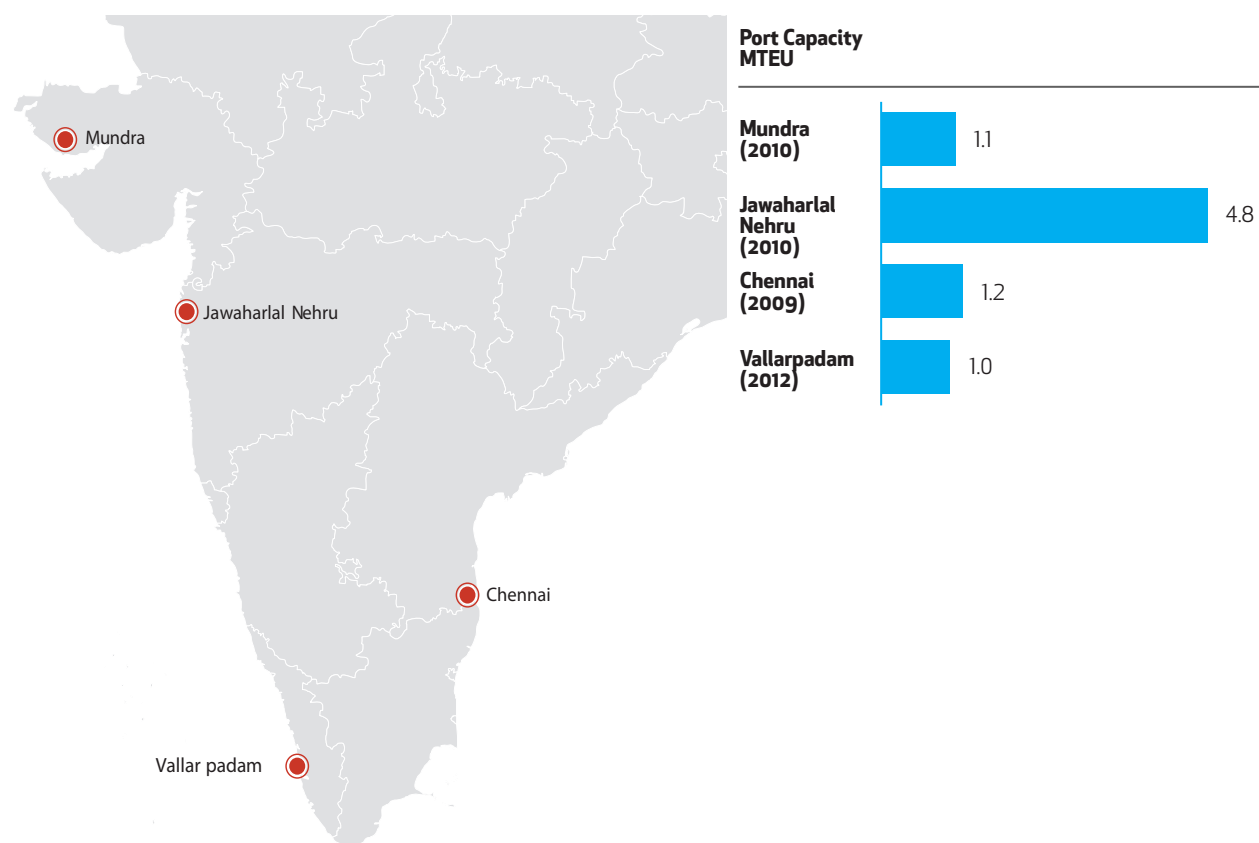 Mundra
Jawaharlal Nehru
Chennai
Vallar padam
Port Capacity
MTEU
Mundra
(2010)
1.1
Jawaharlal
Nehru
(2010)
4.8
Chennai
(2009)
1.2
Vallarpadam
(2012)
1.0